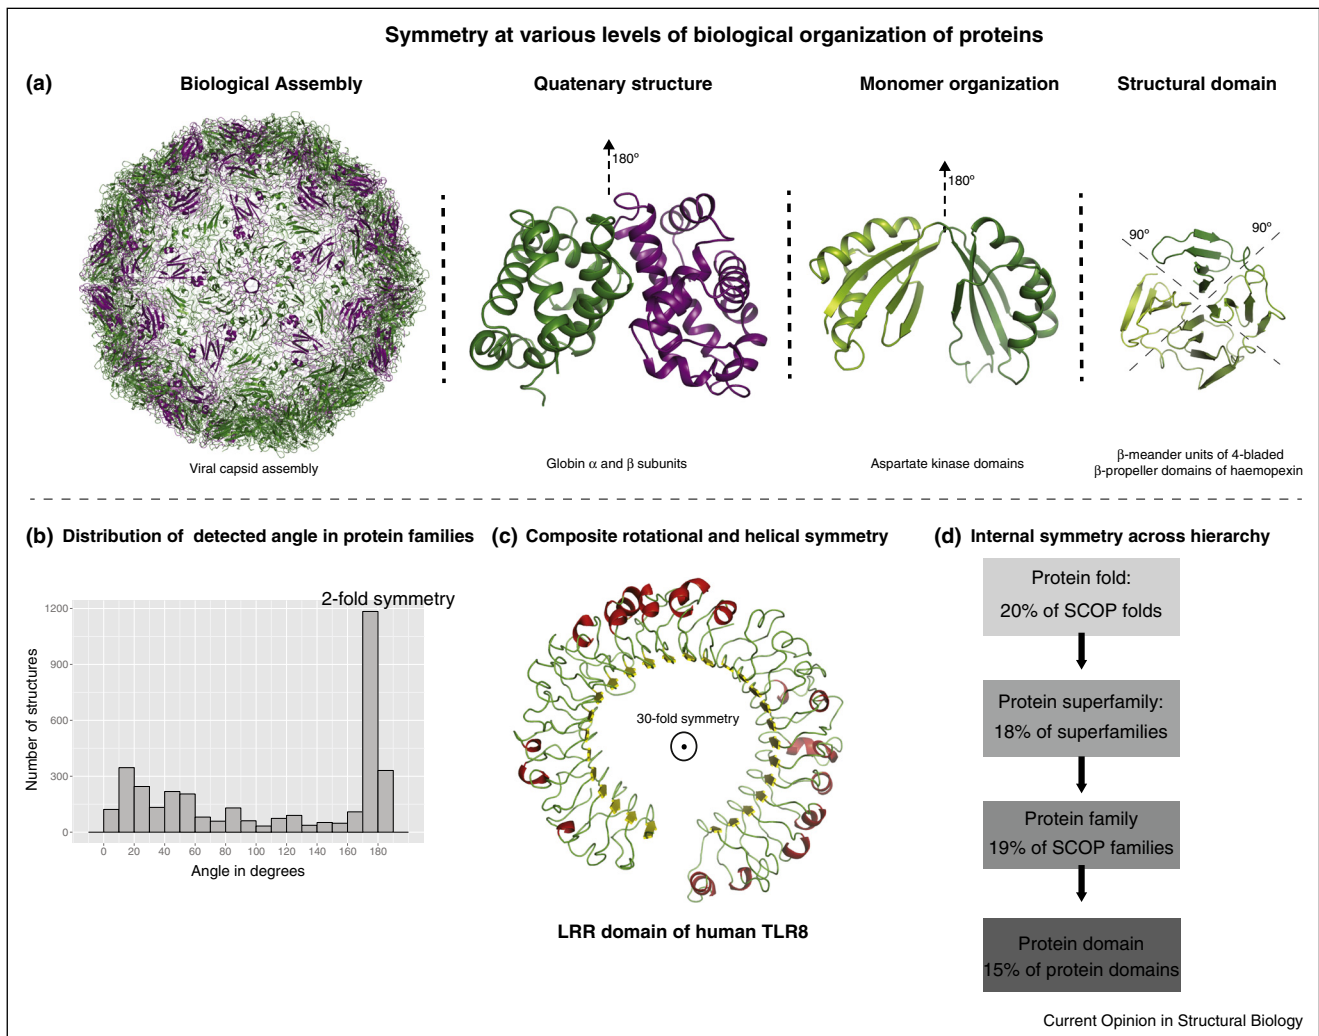 Symmetry at various levels of biological organization of proteins
(a)
Biological Assembly
Quatenary structure
Monomer organization
Structural domain
180º
180º
90º
90º
Viral capsid assembly
Globin α and β subunits
Aspartate kinase domains
β-meander units of 4-bladed
β-propeller domains of haemopexin
(b) Distribution of detected angle in protein families
2-fold symmetry
1200
900
600
300
0
Number of structures
0 20 40 60 80 100 120 140 160 180
Angle in degrees
(c) Composite rotational and helical symmetry
30-fold symmetry
LRR domain of human TLR8
(d) Internal symmetry across hierarchy
Protein fold:
20% of SCOP folds
Protein superfamily:
18% of superfamilies
Protein family
19% of SCOP families
Protein domain
15% of protein domains
Current Opinion in Structural Biology